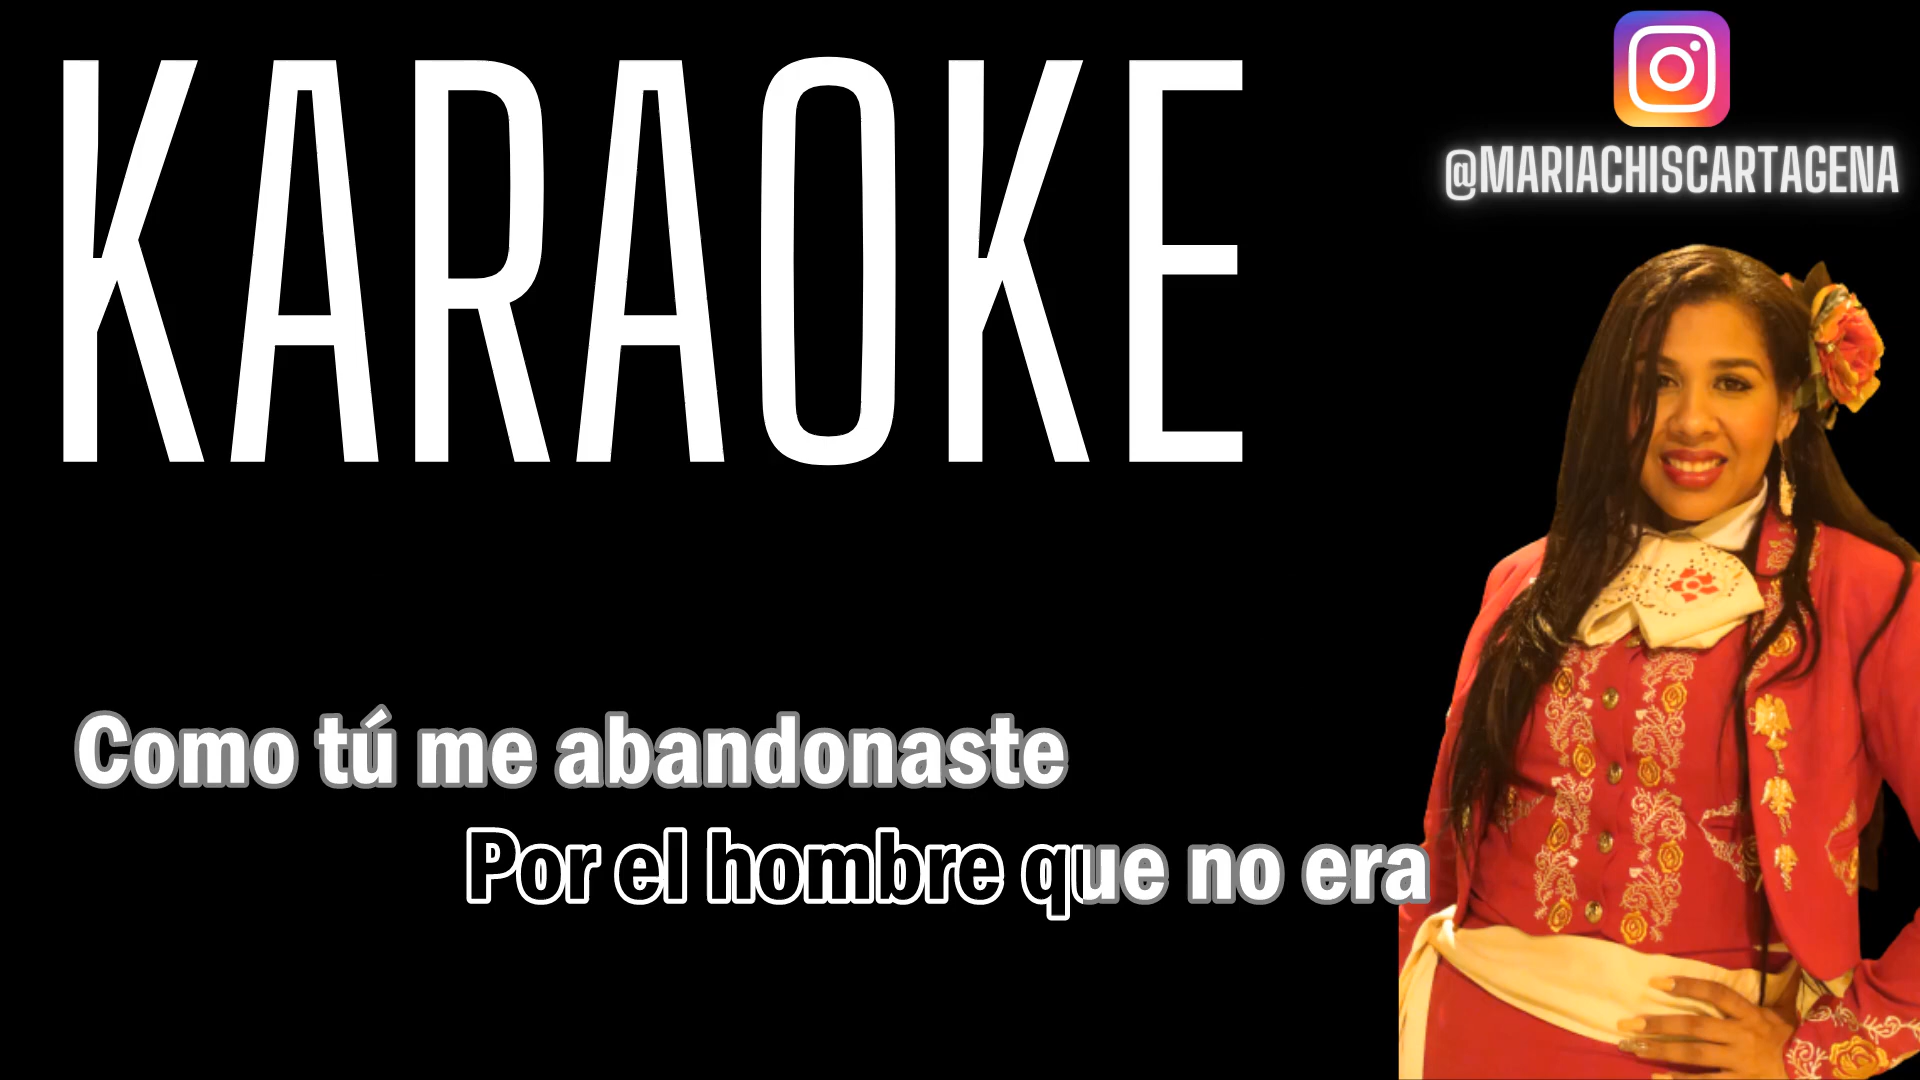 KARAOKE
@MARIACHISCARTAGENA
Como tú me abandonaste
Por el hombre que no era